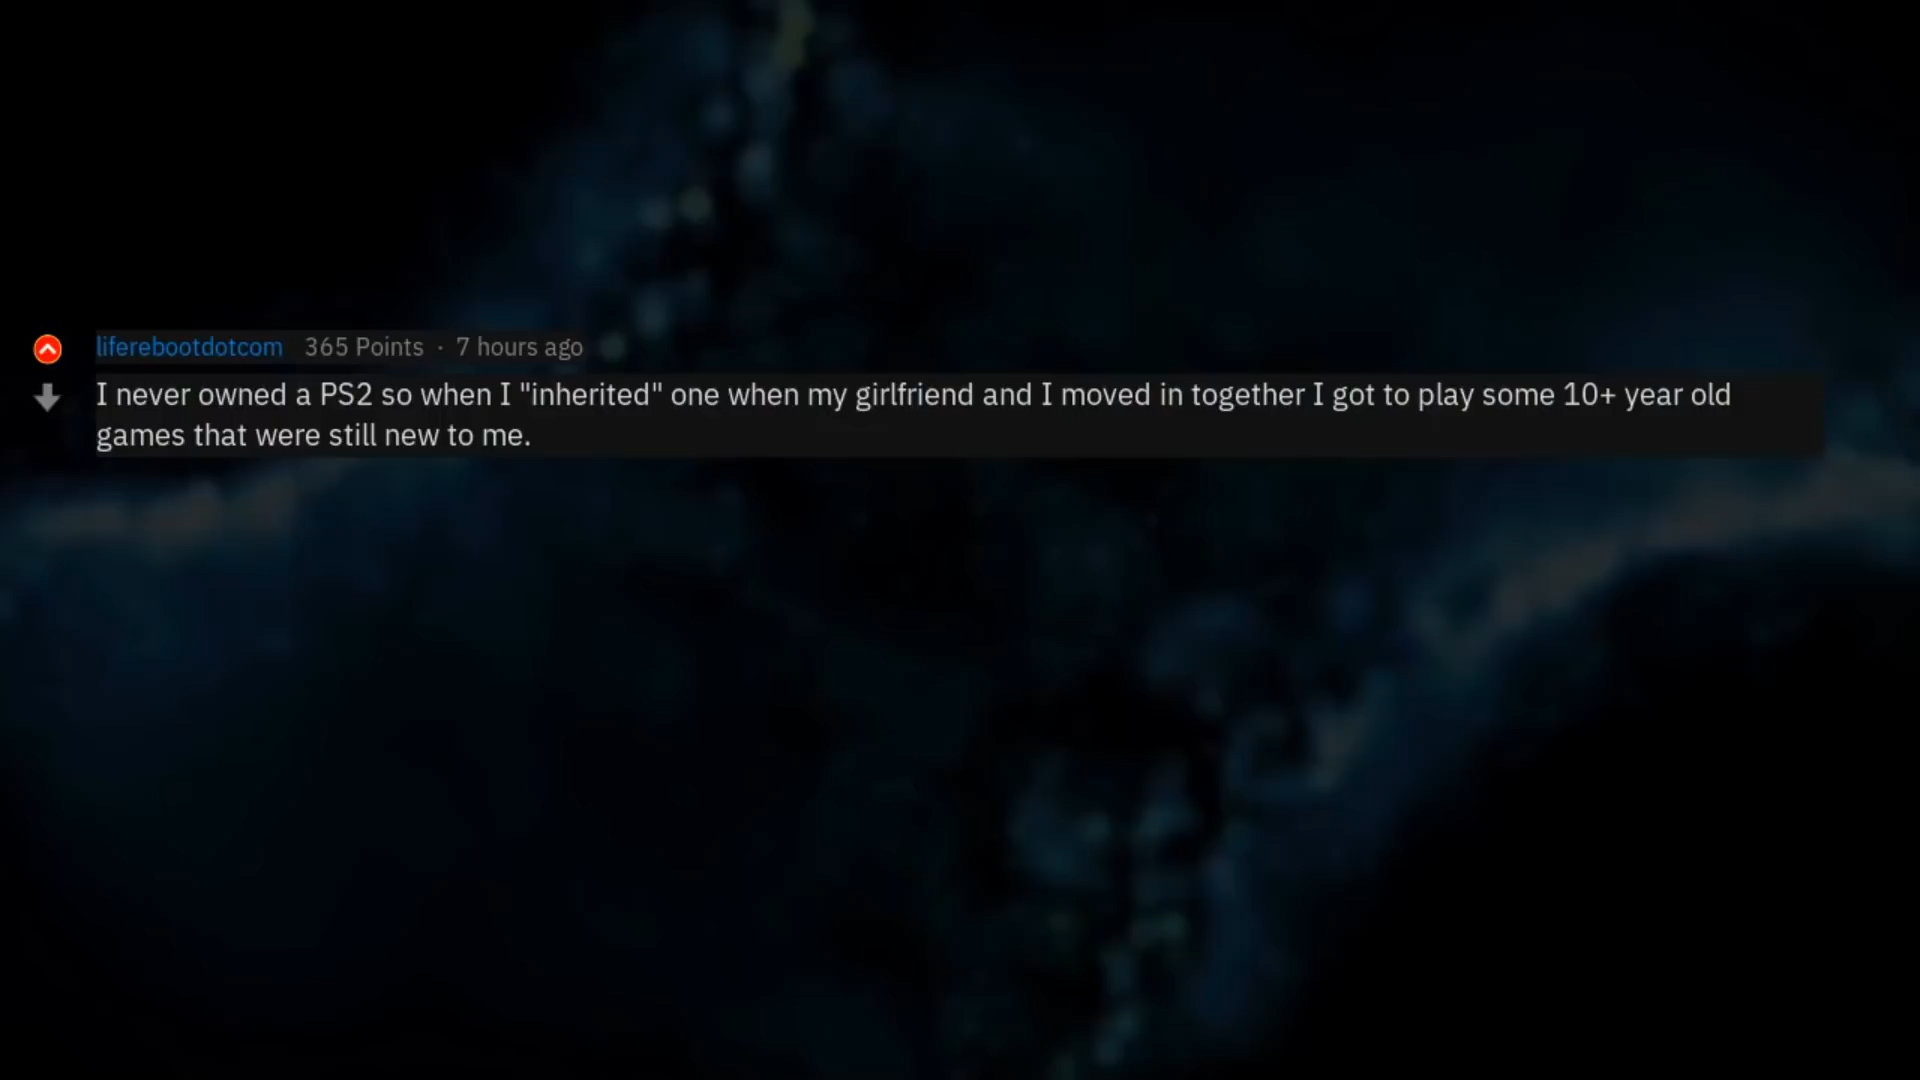 liferebootdotcom 365 Points · 7 hours ago
I never owned a PS2 so when I "inherited" one when my girlfriend and I moved in together I got to play some 10+ year old
games that were still new to me.